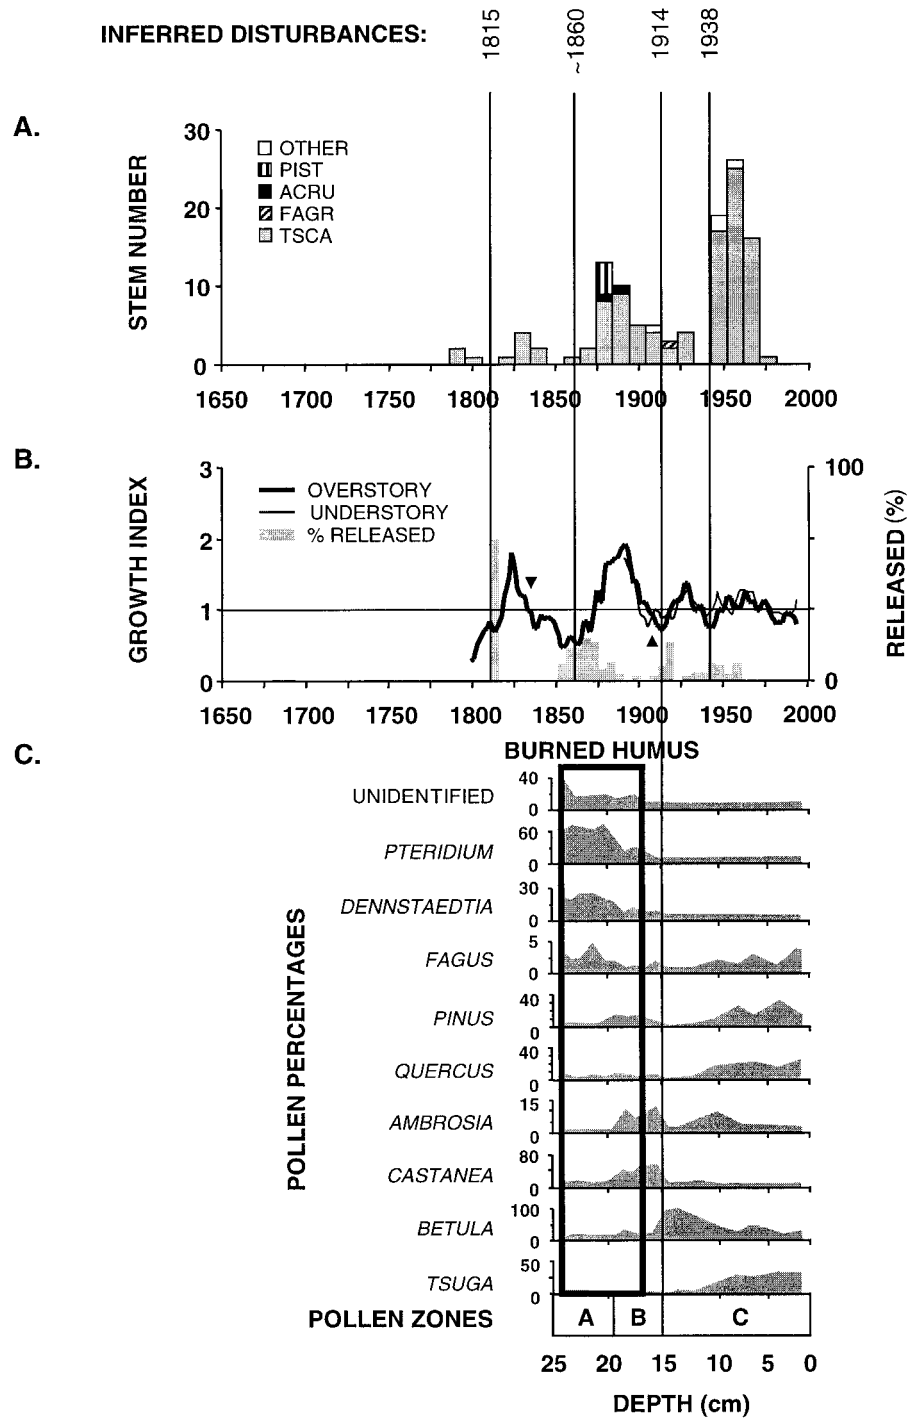 INFERRED DISTURBANCES:
1815
~1860
1914
1938
A.
STEM NUMBER
30
20
10
0
OTHER
PIST
ACRU
FAGR
TSCA
1650 1700 1750 1800 1850 1900 1950 2000
B.
GROWTH INDEX
3
2
1
0
OVERSTORY
UNDERSTORY
% RELEASED
100
0
RELEASED (%)
1650 1700 1750 1800 1850 1900 1950 2000
C.
BURNED HUMUS
POLLEN PERCENTAGES
UNIDENTIFIED 40 0
PTERIDIUM 60 0
DENNSTAEDTIA 30 0
FAGUS 5 0
PINUS 40 0
QUERCUS 40 0
AMBROSIA 15 0
CASTANEA 80 0
BETULA 100 0
TSUGA 50 0
POLLEN ZONES A B C
25 20 15 10 5 0
DEPTH (cm)